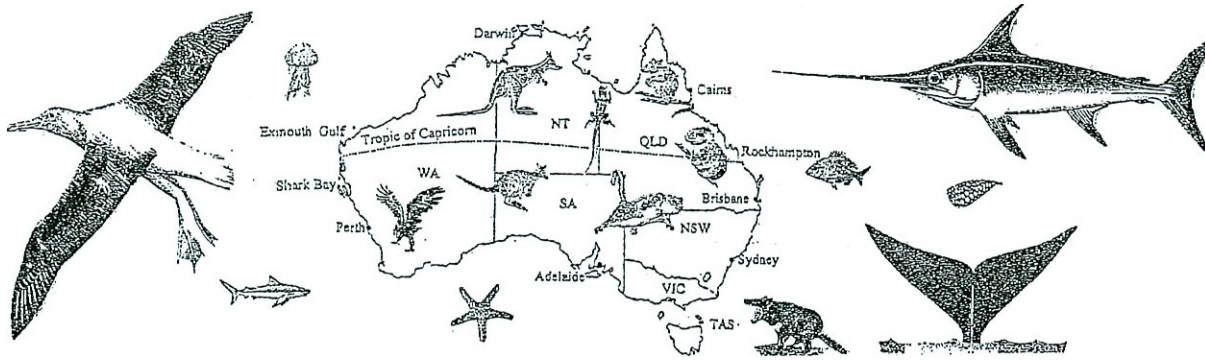 Darwin
Cairns
Exmouth Gulf
Tropic of Capricorn
NT
QLD
Rockhampton
WA
Shark Bay
SA
Brisbane
Perth
NSW
Sydney
Adelaide
VIC
TAS